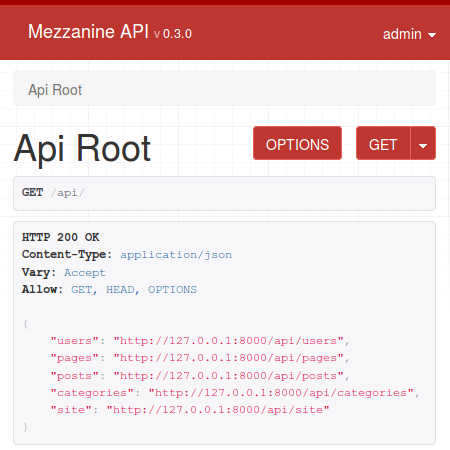 Mezzanine API v 0.3.0
admin
Api Root
Api Root
OPTIONS
GET
GET /api/
HTTP 200 OK
Content-Type: application/json
Vary: Accept
Allow: GET, HEAD, OPTIONS
{
    "users": "http://127.0.0.1:8000/api/users",
    "pages": "http://127.0.0.1:8000/api/pages",
    "posts": "http://127.0.0.1:8000/api/posts",
    "categories": "http://127.0.0.1:8000/api/categories",
    "site": "http://127.0.0.1:8000/api/site"
}